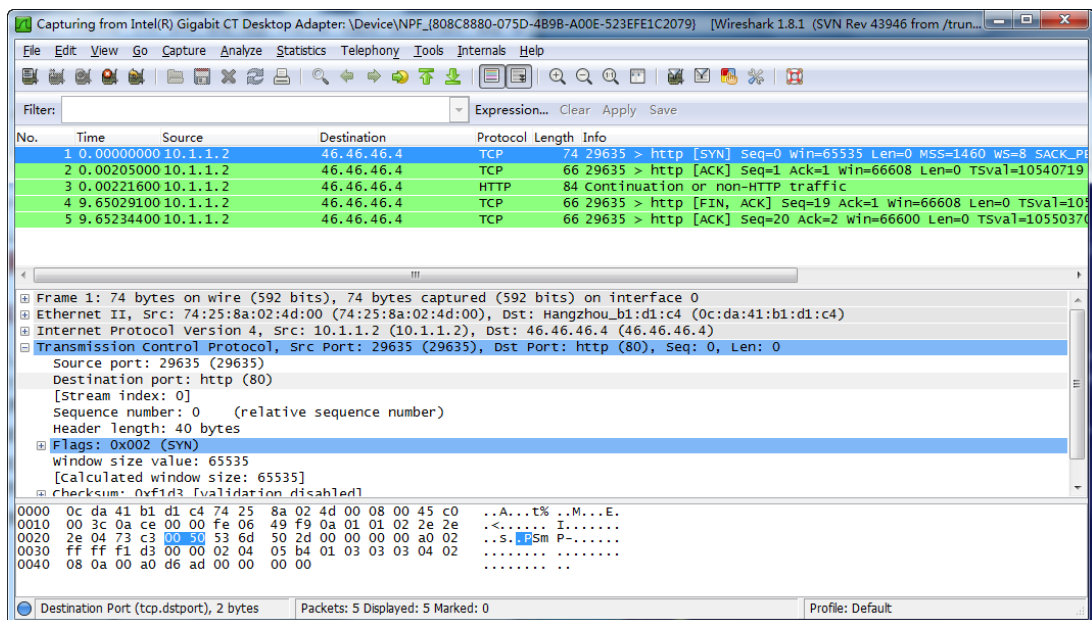 Capturing from Intel(R) Gigabit CT Desktop Adapter: \Device\NPF_{808C8880-075D-4B9B-A00E-523EFE1C2079} [Wireshark 1.8.1 (SVN Rev 43946 from /trun...
File Edit View Go Capture Analyze Statistics Telephony Tools Internals Help
Filter: Expression... Clear Apply Save
No. Time Source Destination Protocol Length Info
1 0.00000000 10.1.1.2 46.46.46.4 TCP 74 29635 > http [SYN] Seq=0 Win=65535 Len=0 MSS=1460 WS=8 SACK_PE
2 0.00205000 10.1.1.2 46.46.46.4 TCP 66 29635 > http [ACK] Seq=1 Ack=1 Win=66608 Len=0 TSval=10540719
3 0.00221600 10.1.1.2 46.46.46.4 HTTP 84 Continuation or non-HTTP traffic
4 9.65029100 10.1.1.2 46.46.46.4 TCP 66 29635 > http [FIN, ACK] Seq=19 Ack=1 Win=66608 Len=0 TSval=105
5 9.65234400 10.1.1.2 46.46.46.4 TCP 66 29635 > http [ACK] Seq=20 Ack=2 Win=66600 Len=0 TSval=10550370
Frame 1: 74 bytes on wire (592 bits), 74 bytes captured (592 bits) on interface 0
Ethernet II, Src: 74:25:8a:02:4d:00 (74:25:8a:02:4d:00), Dst: Hangzhou_b1:d1:c4 (0c:da:41:b1:d1:c4)
Internet Protocol Version 4, Src: 10.1.1.2 (10.1.1.2), Dst: 46.46.46.4 (46.46.46.4)
Transmission Control Protocol, Src Port: 29635 (29635), Dst Port: http (80), Seq: 0, Len: 0
Source port: 29635 (29635)
Destination port: http (80)
[Stream index: 0]
Sequence number: 0 (relative sequence number)
Header length: 40 bytes
Flags: 0x002 (SYN)
Window size value: 65535
[Calculated window size: 65535]
Checksum: 0xf1d3 [validation disabled]
0000 0c da 41 b1 d1 c4 74 25 8a 02 4d 00 08 00 45 c0 ..A...t% ..M...E.
0010 00 3c 0a ce 00 00 fe 06 49 f9 0a 01 01 02 2e 2e .<...... I.......
0020 2e 04 73 c3 00 50 53 6d 50 2d 00 00 00 00 a0 02 ..s..PSm P-......
0030 ff ff f1 d3 00 00 02 04 05 b4 01 03 03 03 04 02 ........ ........
0040 08 0a 00 a0 d6 ad 00 00 00 00 ........ ..
Destination Port (tcp.dstport), 2 bytes Packets: 5 Displayed: 5 Marked: 0 Profile: Default